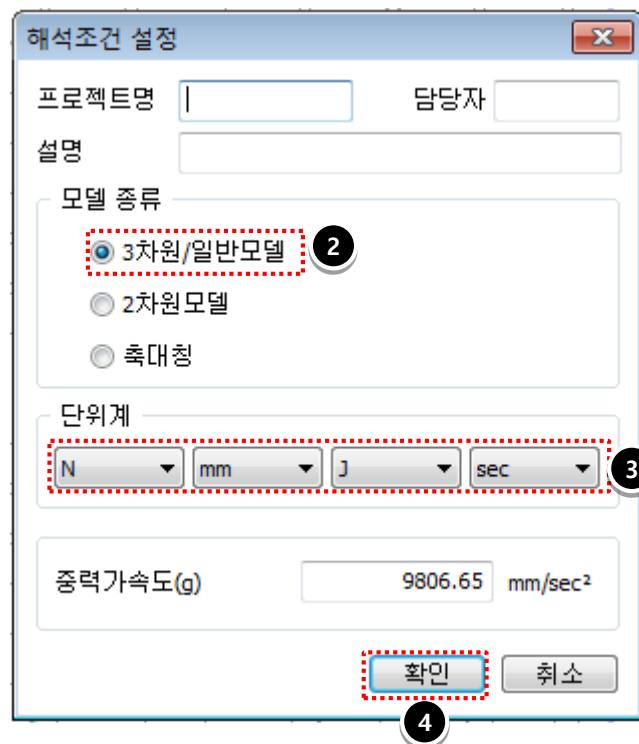 해석조건 설정
프로젝트명 담당자
설명
모델 종류
3차원/일반모델 2
2차원모델
축대칭
단위계
N mm J sec 3
중력가속도(g) 9806.65 mm/sec²
확인 취소
4